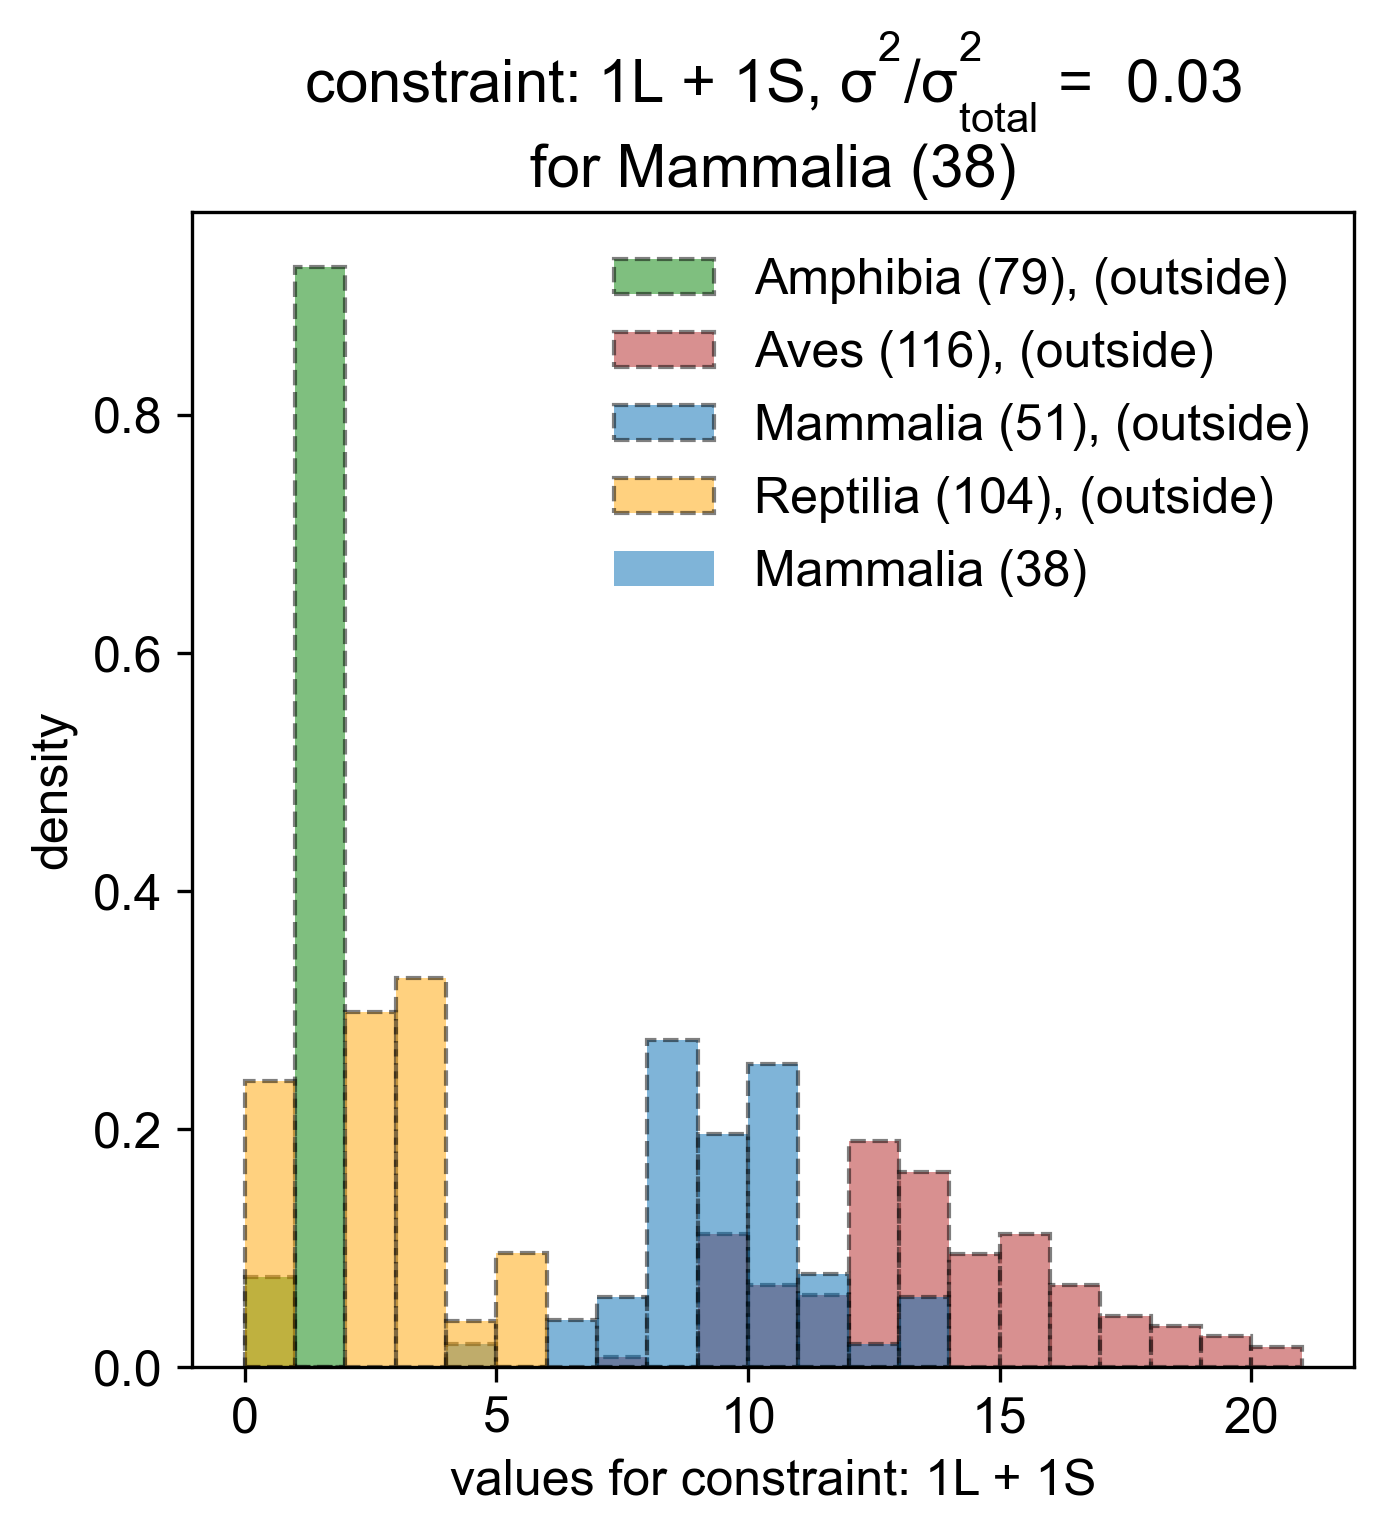 constraint: 1L + 1S, σ²/σ²total = 0.03
for Mammalia (38)
Amphibia (79), (outside)
Aves (116), (outside)
Mammalia (51), (outside)
Reptilia (104), (outside)
Mammalia (38)
density
0.8
0.6
0.4
0.2
0.0
0 5 10 15 20
values for constraint: 1L + 1S